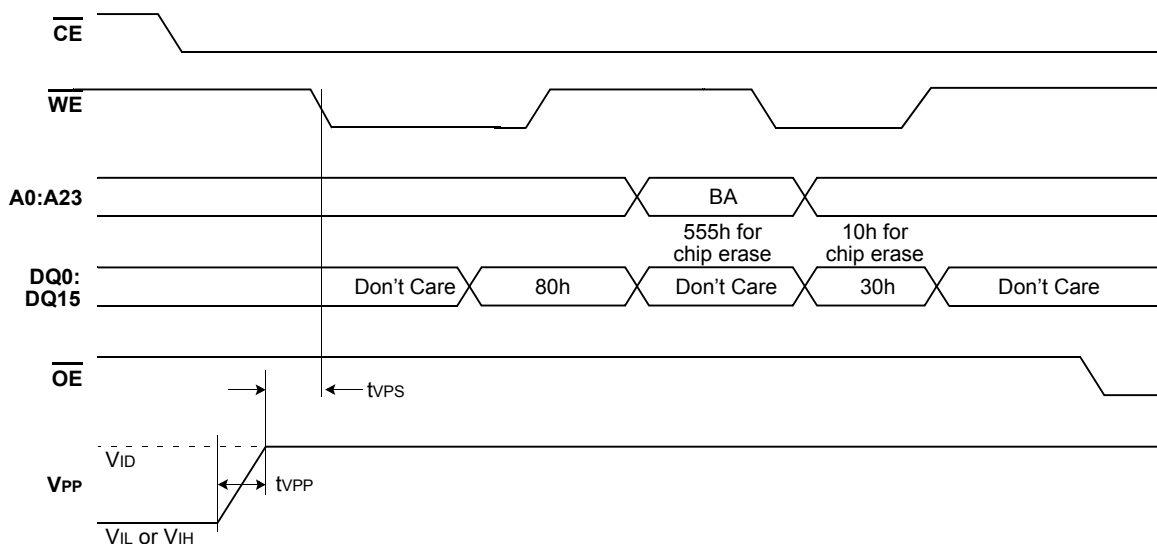 CE
WE
A0:A23
BA
555h for
chip erase
10h for
chip erase
DQ0:
DQ15
Don't Care
80h
Don't Care
30h
Don't Care
OE
tVPS
VID
VPP
tVPP
VIL or VIH